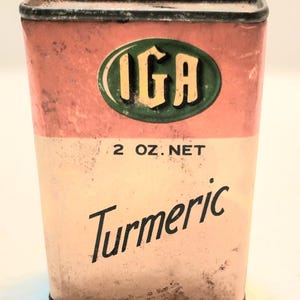 IGA
2 OZ. NET
Turmeric